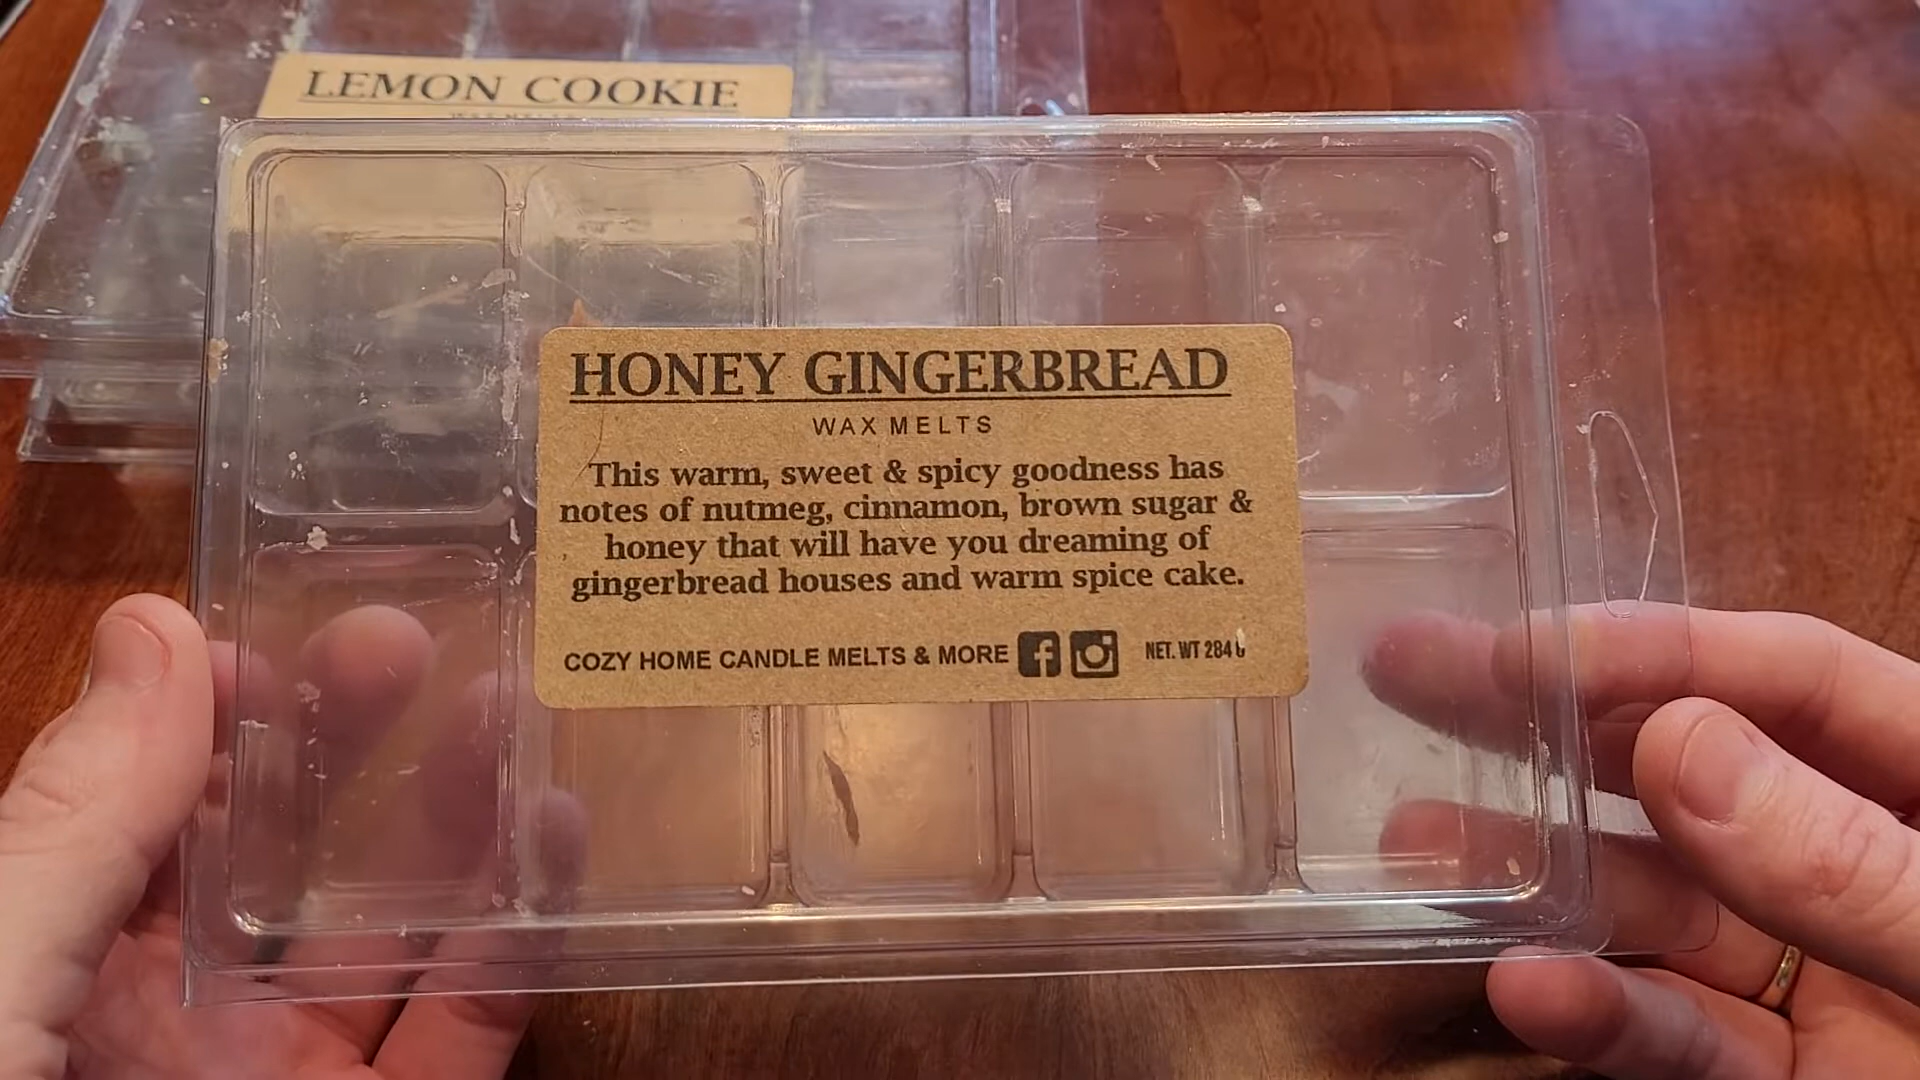 LEMON COOKIE
HONEY GINGERBREAD
WAX MELTS
This warm, sweet & spicy goodness has
notes of nutmeg, cinnamon, brown sugar &
honey that will have you dreaming of
gingerbread houses and warm spice cake.
COZY HOME CANDLE MELTS & MORE NET. WT 284